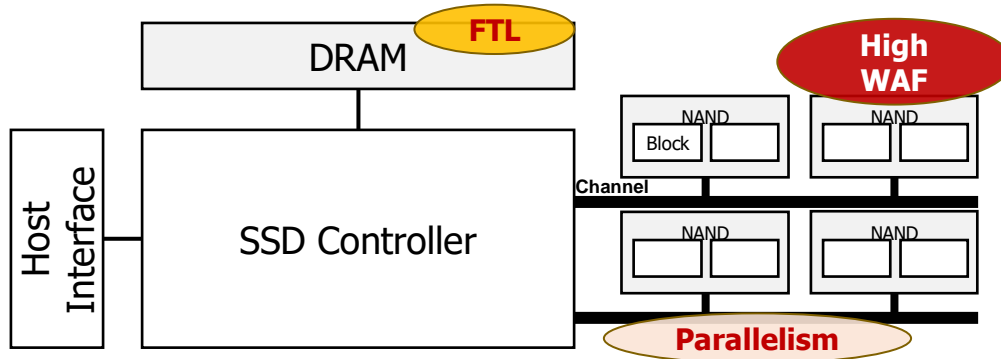 FTL
DRAM
High
WAF
NAND
Block
NAND
Channel
Host
Interface
SSD Controller
NAND
NAND
Parallelism